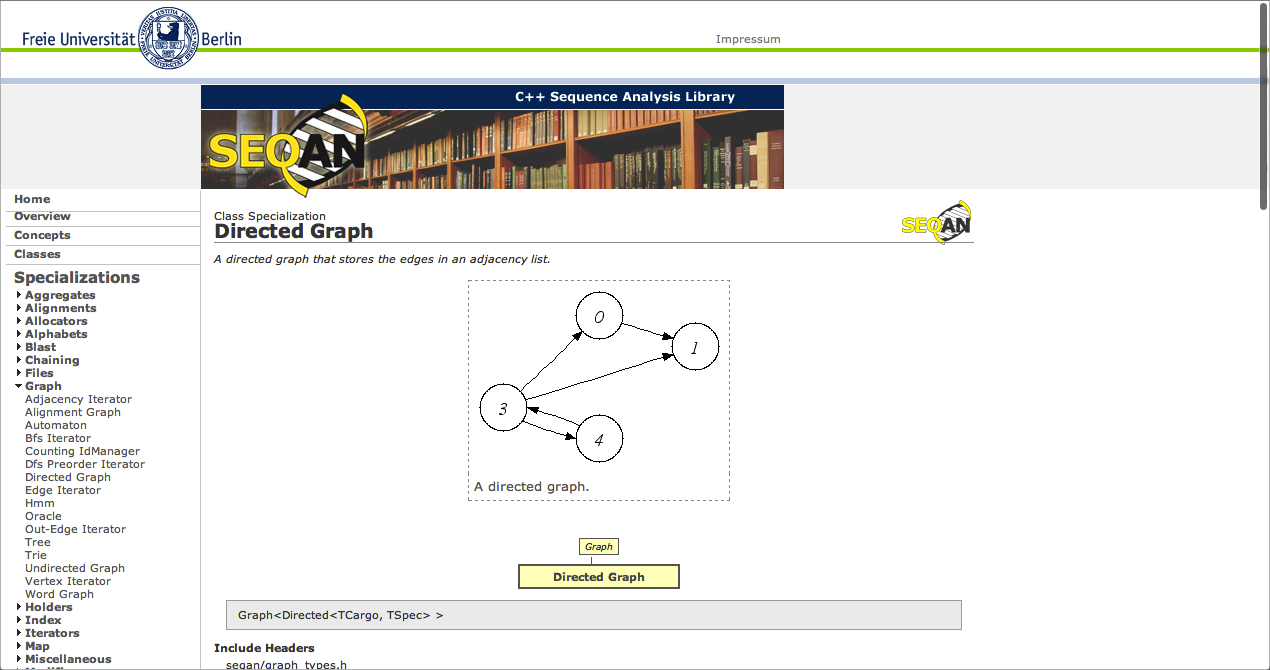 Freie Universität Berlin
Impressum
C++ Sequence Analysis Library
SEQAN
Home
Overview
Concepts
Classes
Specializations
Aggregates
Alignments
Allocators
Alphabets
Blast
Chaining
Files
Graph
Adjacency Iterator
Alignment Graph
Automaton
Bfs Iterator
Counting IdManager
Dfs Preorder Iterator
Directed Graph
Edge Iterator
Hmm
Oracle
Out-Edge Iterator
Tree
Trie
Undirected Graph
Vertex Iterator
Word Graph
Holders
Index
Iterators
Map
Miscellaneous
Class Specialization
Directed Graph
SEQAN
A directed graph that stores the edges in an adjacency list.
0
1
3
4
A directed graph.
Graph
Directed Graph
Graph<Directed<TCargo, TSpec> >
Include Headers
seqan/graph_types.h